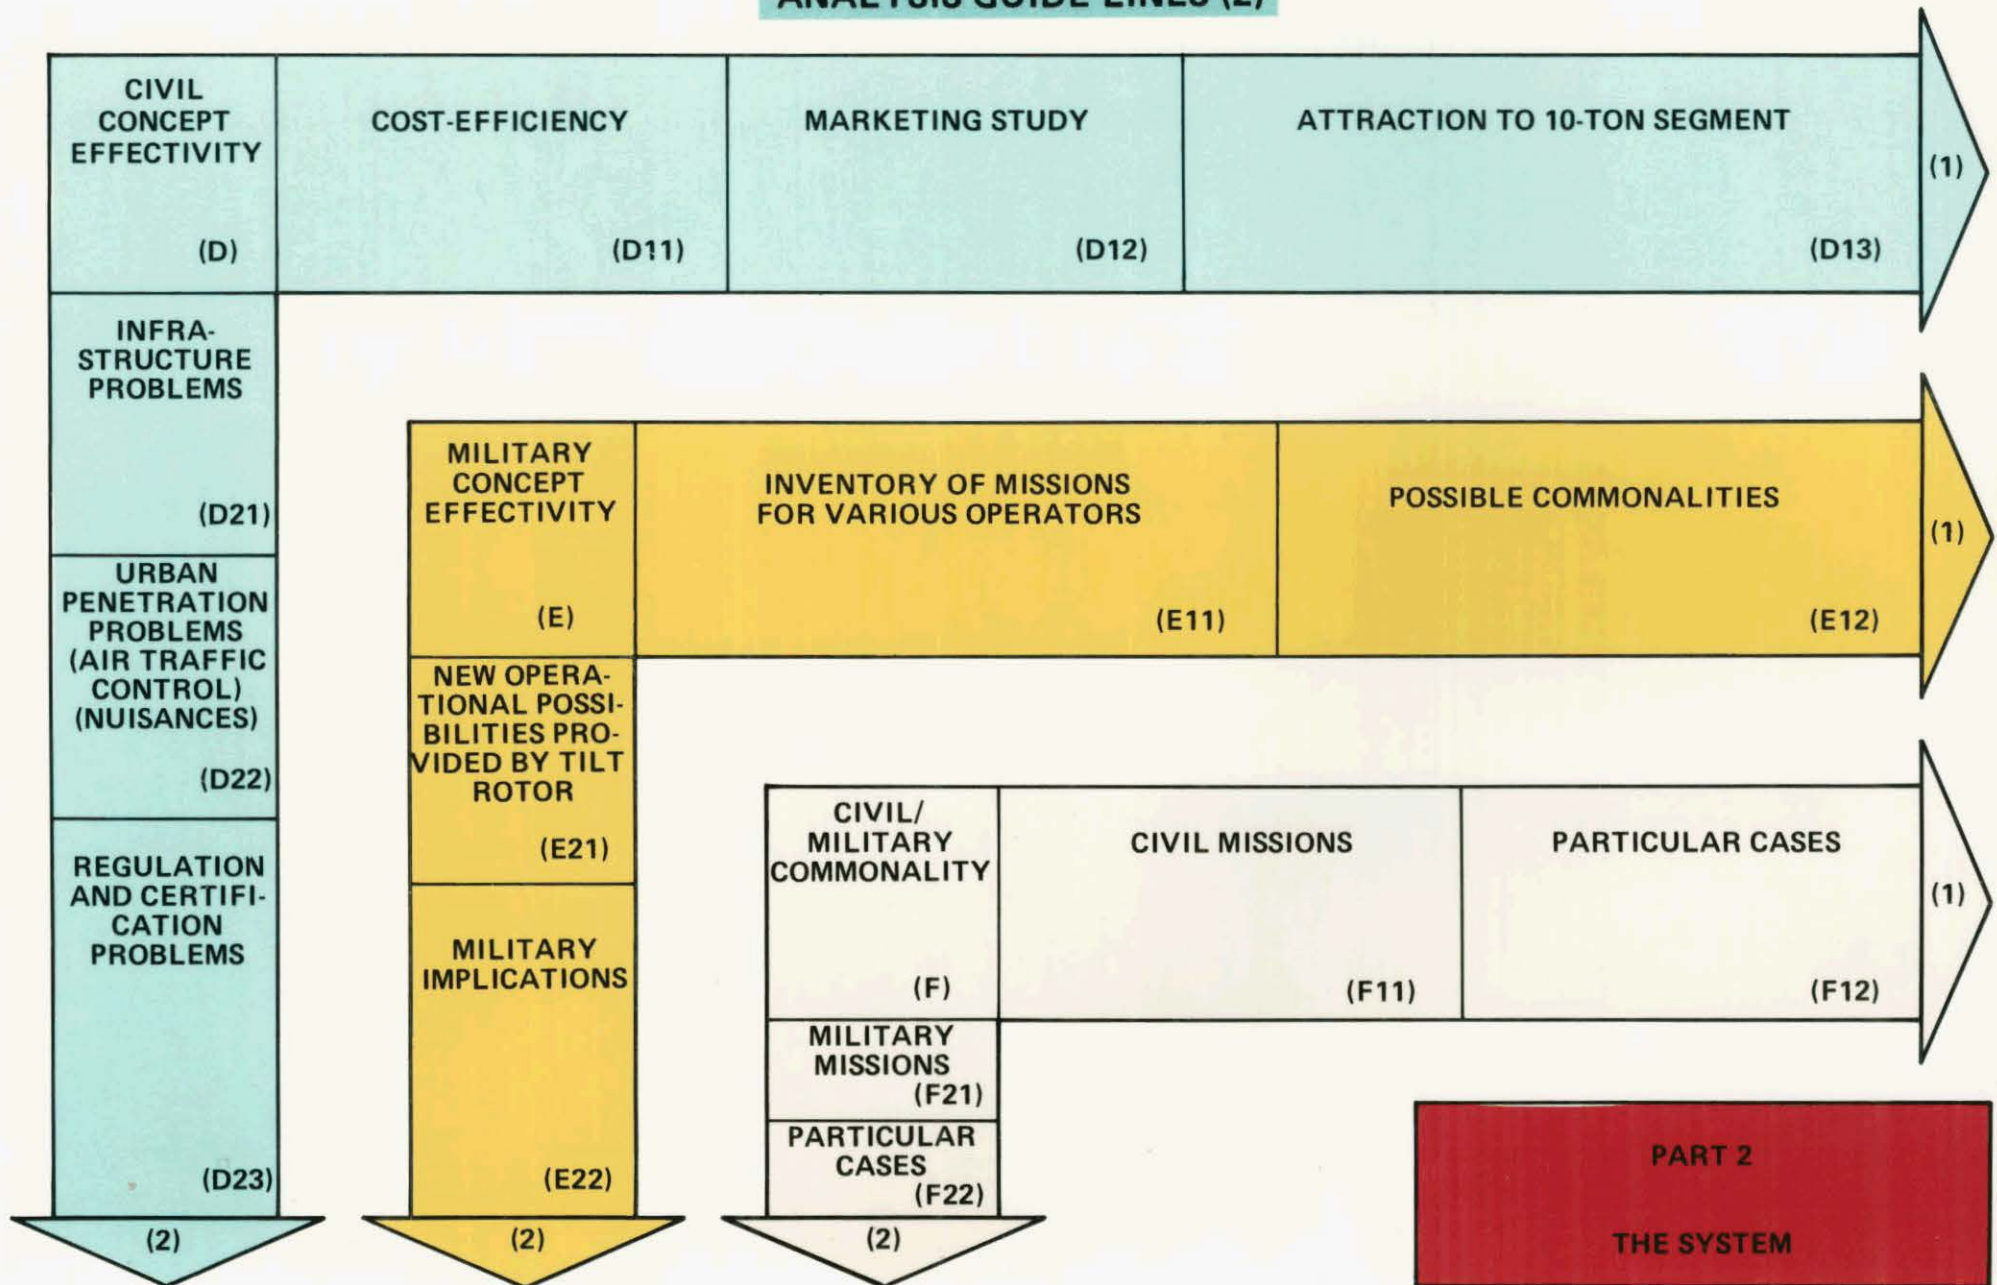 ANALYSIS GUIDE LINES (2)
CIVIL
CONCEPT
EFFECTIVITY
(D)
COST-EFFICIENCY
(D11)
MARKETING STUDY
(D12)
ATTRACTION TO 10-TON SEGMENT
(D13)
(1)
INFRA-
STRUCTURE
PROBLEMS
(D21)
URBAN
PENETRATION
PROBLEMS
(AIR TRAFFIC
CONTROL)
(NUISANCES)
(D22)
REGULATION
AND CERTIFI-
CATION
PROBLEMS
(D23)
(2)
MILITARY
CONCEPT
EFFECTIVITY
(E)
INVENTORY OF MISSIONS
FOR VARIOUS OPERATORS
(E11)
POSSIBLE COMMONALITIES
(E12)
(1)
NEW OPERA-
TIONAL POSSI-
BILITIES PRO-
VIDED BY TILT
ROTOR
(E21)
MILITARY
IMPLICATIONS
(E22)
(2)
CIVIL/
MILITARY
COMMONALITY
(F)
CIVIL MISSIONS
(F11)
PARTICULAR CASES
(F12)
(1)
MILITARY
MISSIONS
(F21)
PARTICULAR
CASES
(F22)
(2)
PART 2
THE SYSTEM